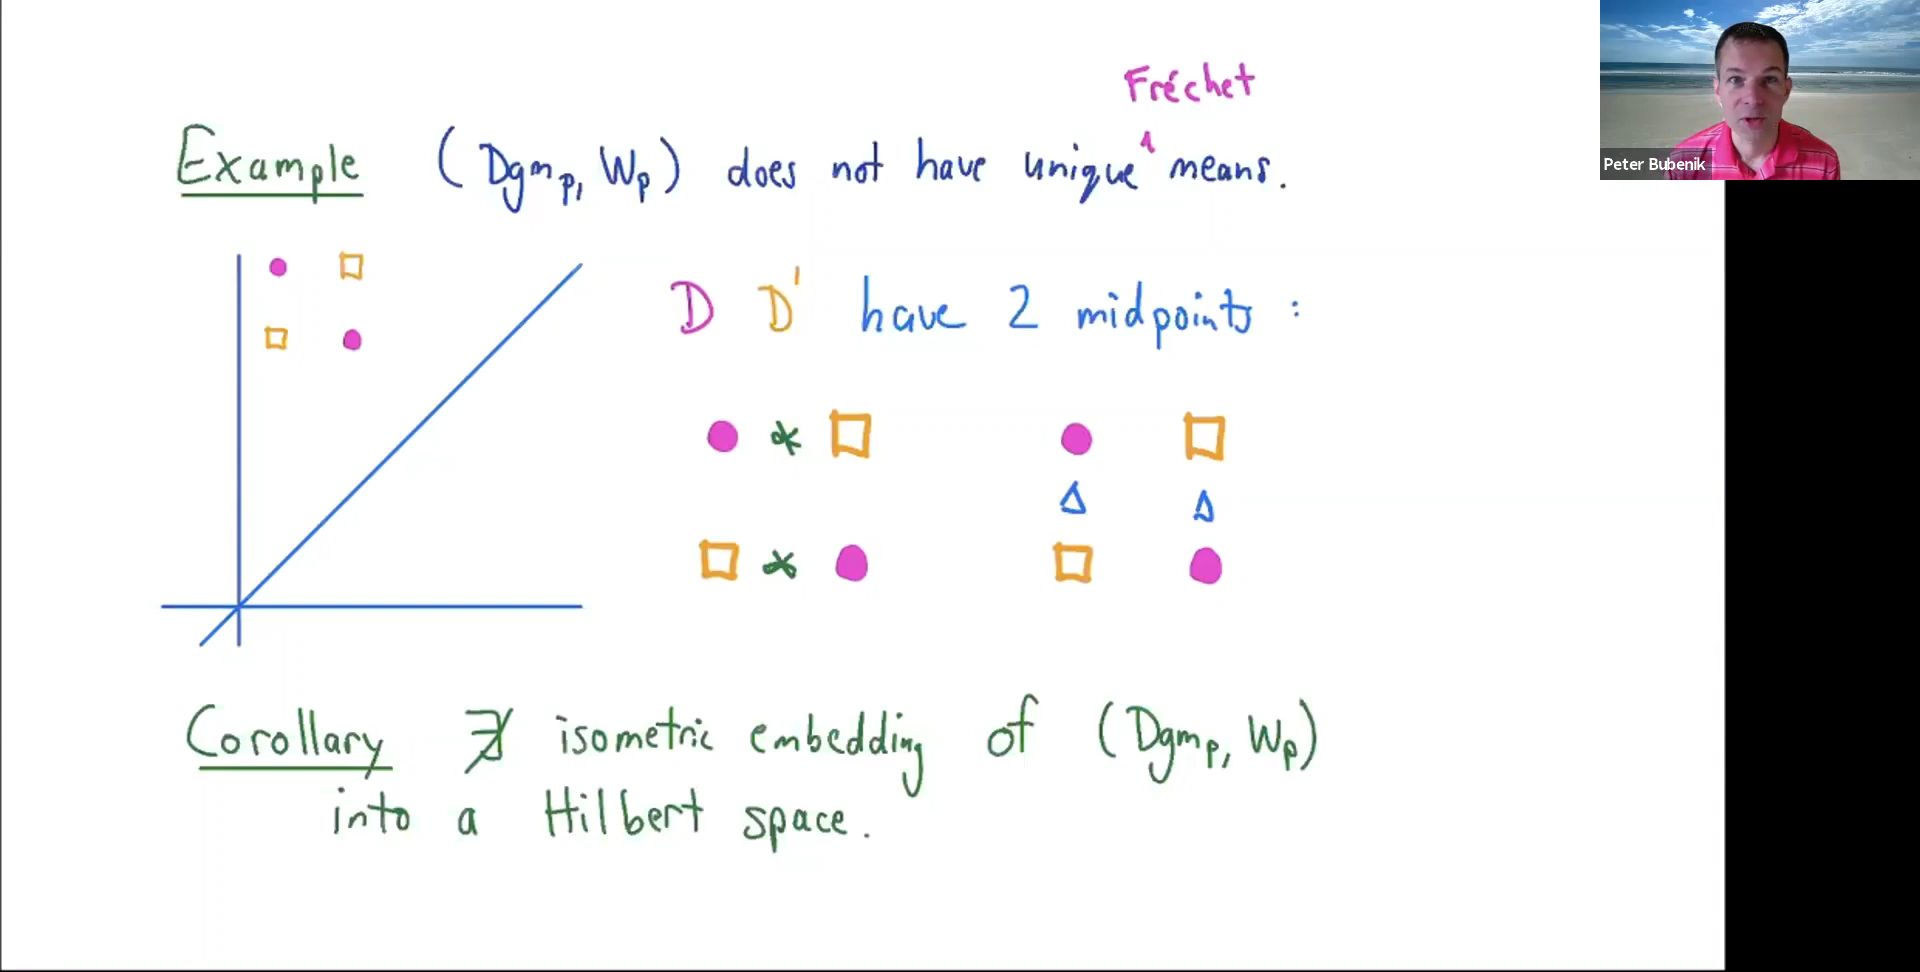 Fréchet
Example (Dgm_p, W_p) does not have unique ^ means.
D D' have 2 midpoints :
Corollary ∄ isometric embedding of (Dgm_p, W_p)
into a Hilbert space.
Peter Bubenik